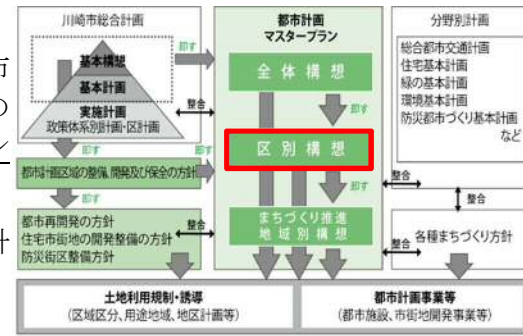 川崎市総合計画
基本構想
基本計画
実施計画
政策体系別計画・区計画
即す
即す
整合
都市計画区域の整備、開発及び保全の方針
即す
即す
都市再開発の方針
住宅市街地の開発整備の方針
防災街区整備方針
整合
都市計画
マスタープラン
全体構想
即す
区別構想
即す
まちづくり推進
地域別構想
分野別計画
総合都市交通計画
住宅基本計画
緑の基本計画
環境基本計画
防災都市づくり基本計画
など
整合
整合
整合
各種まちづくり方針
土地利用規制・誘導
（区域区分、用途地域、地区計画等）
都市計画事業等
（都市施設、市街地開発事業等）
の
計